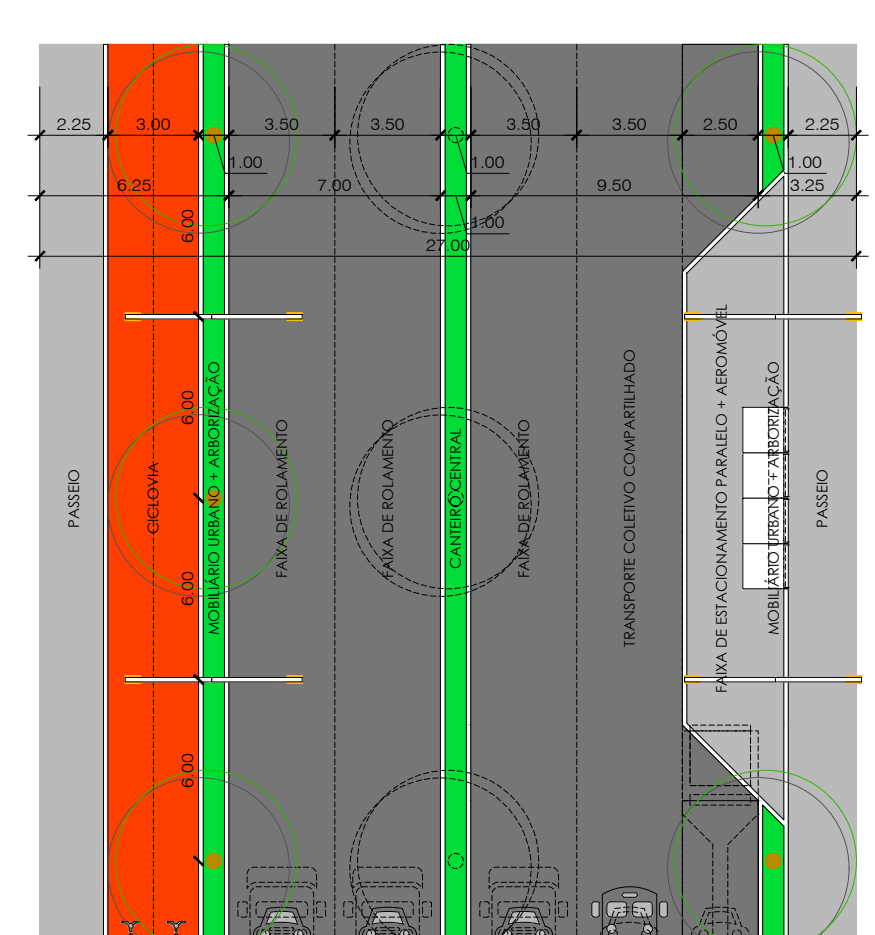 2.25
3.00
3.50
3.50
3.50
3.50
2.50
2.25
1.00
1.00
1.00
6.25
7.00
9.50
3.25
1.00
6.00
27.00
6.00
6.00
6.00
PASSEIO
CICLOVIA
MOBILIÁRIO URBANO + ARBORIZAÇÃO
FAIXA DE ROLAMENTO
FAIXA DE ROLAMENTO
CANTEIRO CENTRAL
FAIXA DE ROLAMENTO
TRANSPORTE COLETIVO COMPARTILHADO
FAIXA DE ESTACIONAMENTO PARALELO + AEROMÓVEL
MOBILIÁRIO URBANO + ARBORIZAÇÃO
PASSEIO